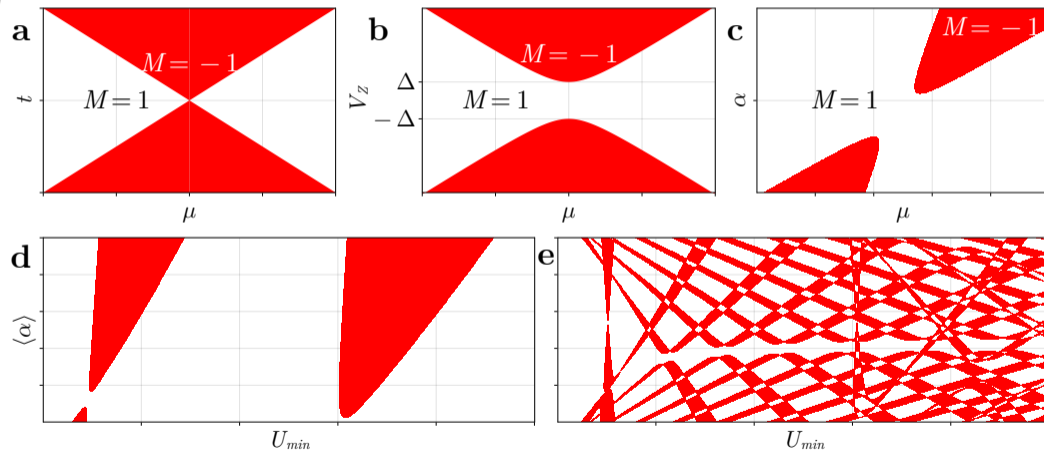 a
t
M = −1
M = 1
μ
b
V_Z
Δ
− Δ
M = −1
M = 1
μ
c
α
M = −1
M = 1
μ
d
⟨α⟩
U_min
e
U_min